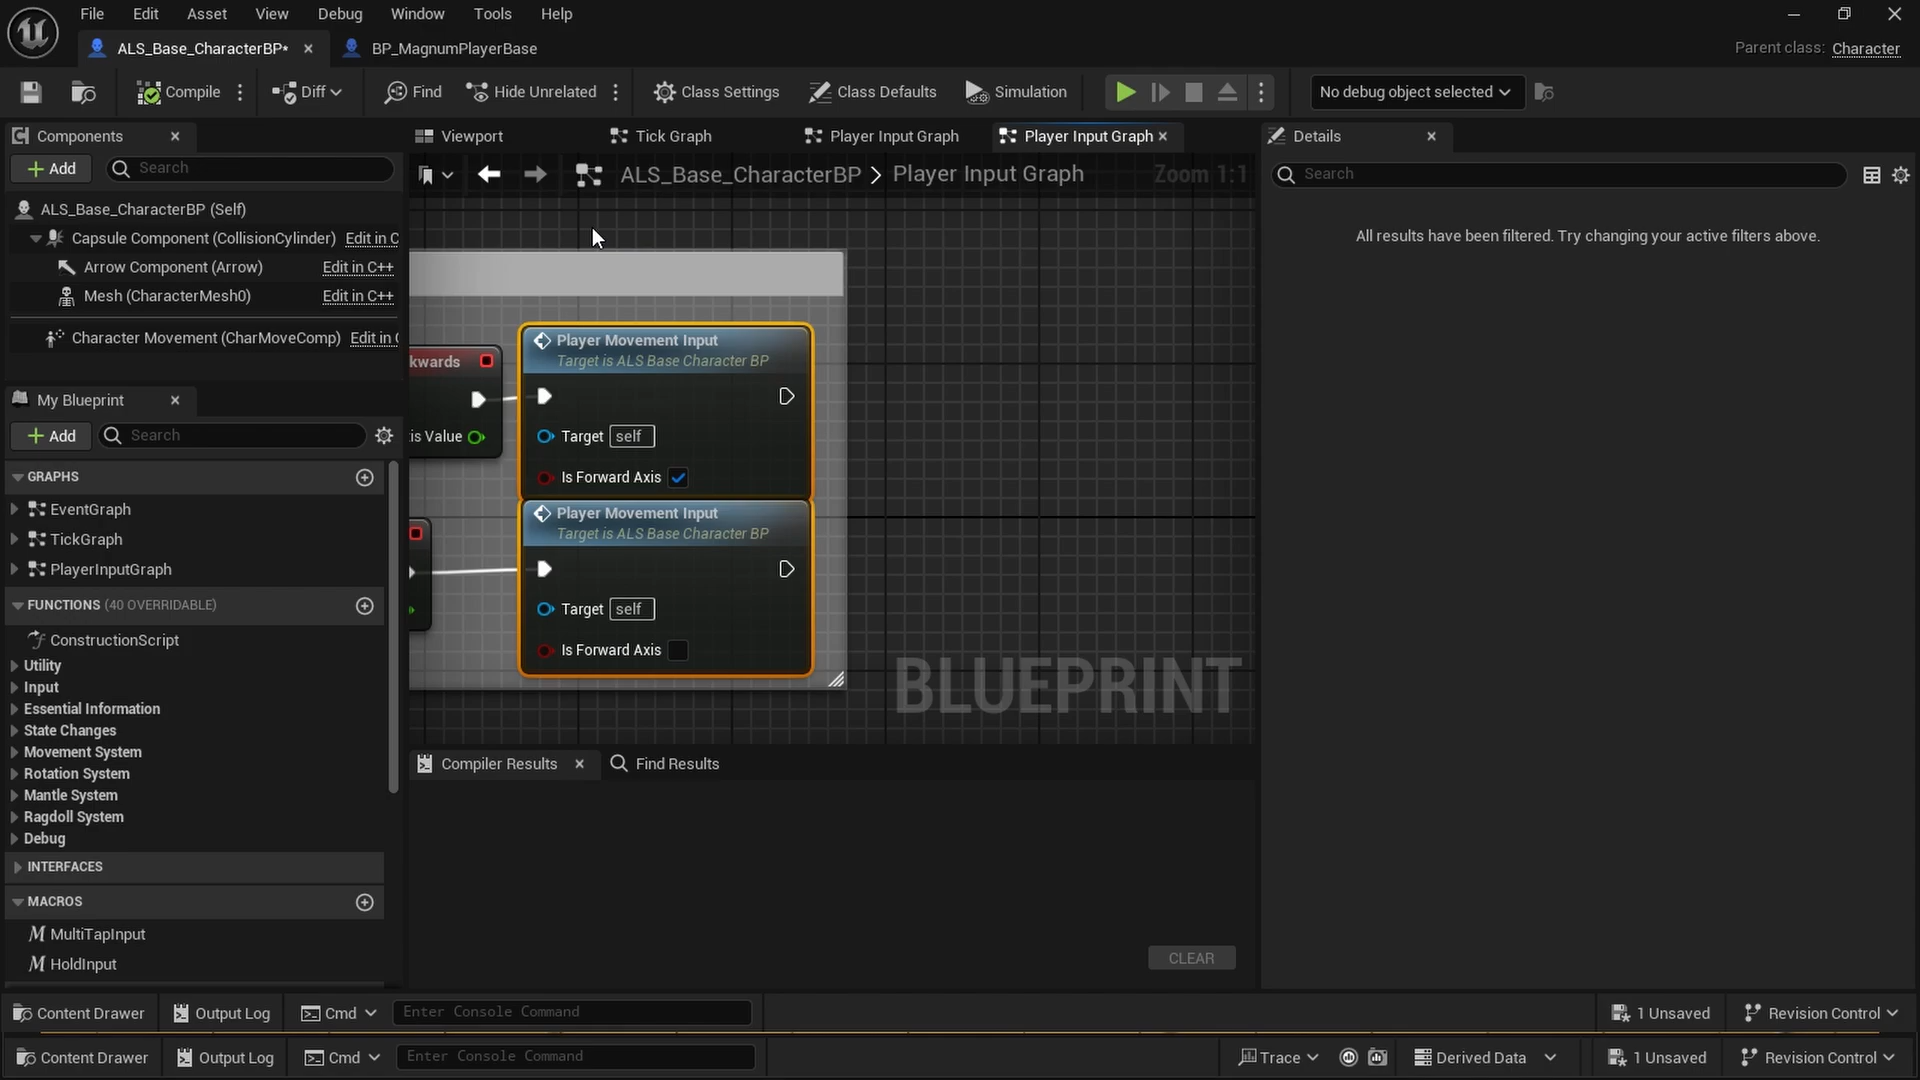 File Edit Asset View Debug Window Tools Help
ALS_Base_CharacterBP* BP_MagnumPlayerBase Parent class: Character
Compile Diff Find Hide Unrelated Class Settings Class Defaults Simulation No debug object selected
Components
Viewport Tick Graph Player Input Graph Player Input Graph
Details
Add Search
ALS_Base_CharacterBP > Player Input Graph Zoom 1:1
Search
ALS_Base_CharacterBP (Self)
Capsule Component (CollisionCylinder) Edit in C
Arrow Component (Arrow) Edit in C++
Mesh (CharacterMesh0) Edit in C++
Character Movement (CharMoveComp) Edit in C
All results have been filtered. Try changing your active filters above.
My Blueprint
Add Search
GRAPHS
EventGraph
TickGraph
PlayerInputGraph
FUNCTIONS (40 OVERRIDABLE)
ConstructionScript
Utility
Input
Essential Information
State Changes
Movement System
Rotation System
Mantle System
Ragdoll System
Debug
INTERFACES
MACROS
MultiTapInput
HoldInput
kwards
is Value
Player Movement Input
Target is ALS Base Character BP
Target self
Is Forward Axis
Player Movement Input
Target is ALS Base Character BP
Target self
Is Forward Axis
BLUEPRINT
Compiler Results Find Results
CLEAR
Content Drawer Output Log Cmd Enter Console Command 1 Unsaved Revision Control
Content Drawer Output Log Cmd Enter Console Command Trace Derived Data 1 Unsaved Revision Control